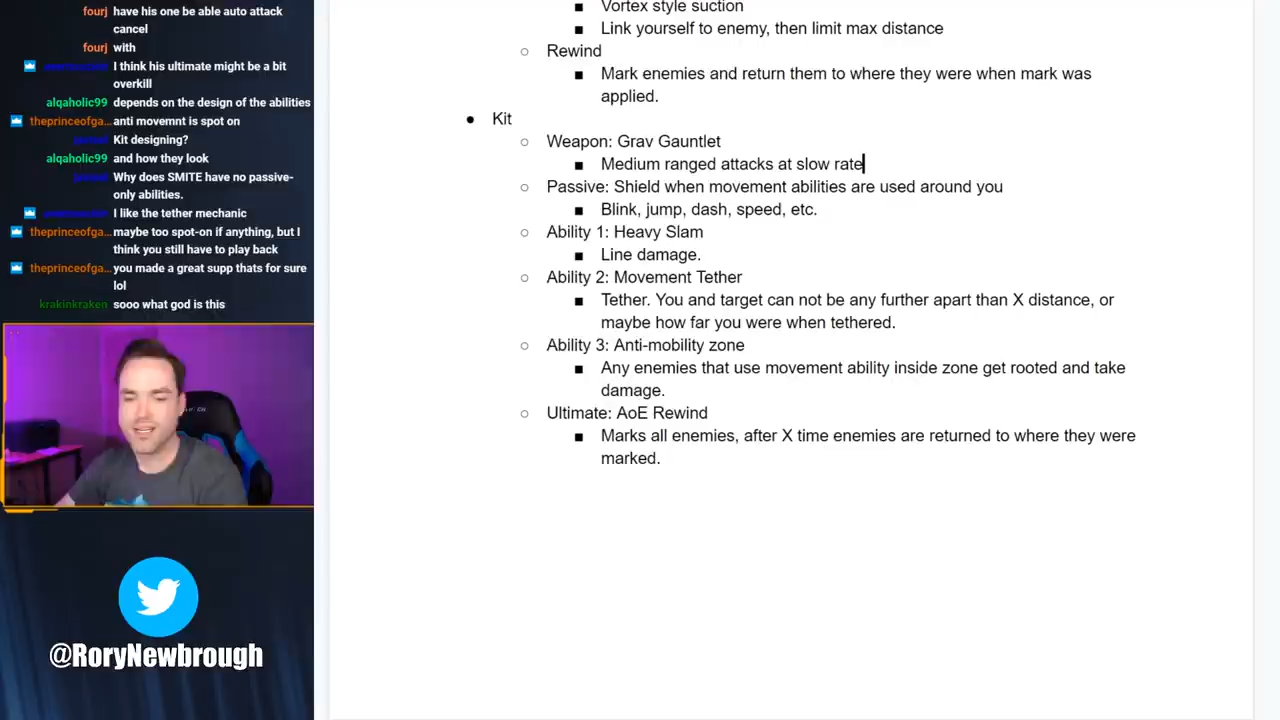 fourj have his one be able auto attack
cancel
fourj with
I think his ultimate might be a bit
overkill
alqaholic99 depends on the design of the abilities
theprinceofga... anti movemnt is spot on
Kit designing?
alqaholic99 and how they look
Why does SMITE have no passive-
only abilities.
I like the tether mechanic
theprinceofga... maybe too spot-on if anything, but I
think you still have to play back
theprinceofga... you made a great supp thats for sure
lol
krakinkraken sooo what god is this
@RoryNewbrough
Vortex style suction
Link yourself to enemy, then limit max distance
Rewind
Mark enemies and return them to where they were when mark was
applied.
Kit
Weapon: Grav Gauntlet
Medium ranged attacks at slow rate
Passive: Shield when movement abilities are used around you
Blink, jump, dash, speed, etc.
Ability 1: Heavy Slam
Line damage.
Ability 2: Movement Tether
Tether. You and target can not be any further apart than X distance, or
maybe how far you were when tethered.
Ability 3: Anti-mobility zone
Any enemies that use movement ability inside zone get rooted and take
damage.
Ultimate: AoE Rewind
Marks all enemies, after X time enemies are returned to where they were
marked.